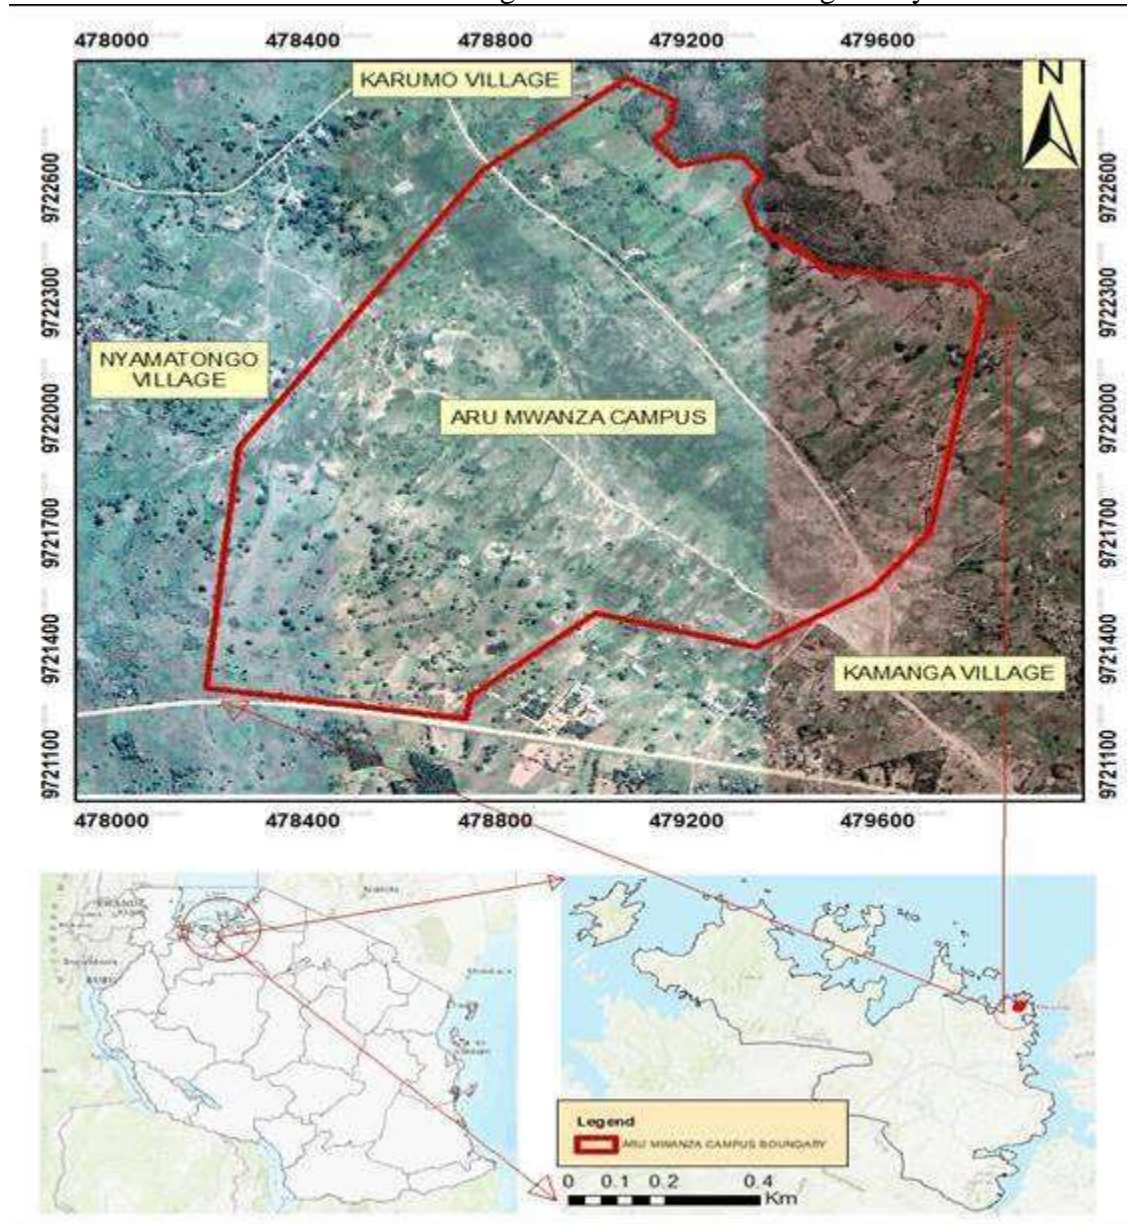 478000 478400 478800 479200 479600
KARUMO VILLAGE
N
9722600 9722600
9722300 9722300
NYAMATONGO
VILLAGE
9722000 9722000
ARU MWANZA CAMPUS
9721700 9721700
9721400 9721400
KAMANGA VILLAGE
9721100 9721100
478000 478400 478800 479200 479600
Legend
ARU MWANZA CAMPUS BOUNGARY
0 0.1 0.2 0.4
Km